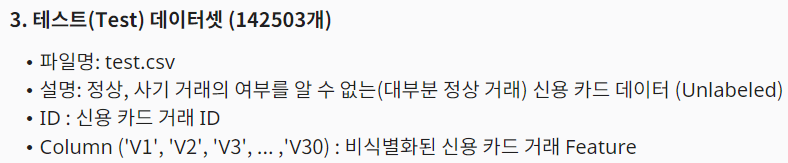 3. 테스트(Test) 데이터셋 (142503개)
• 파일명: test.csv
• 설명: 정상, 사기 거래의 여부를 알 수 없는(대부분 정상 거래) 신용 카드 데이터 (Unlabeled)
• ID : 신용 카드 거래 ID
• Column ('V1', 'V2', 'V3', ... ,'V30) : 비식별화된 신용 카드 거래 Feature